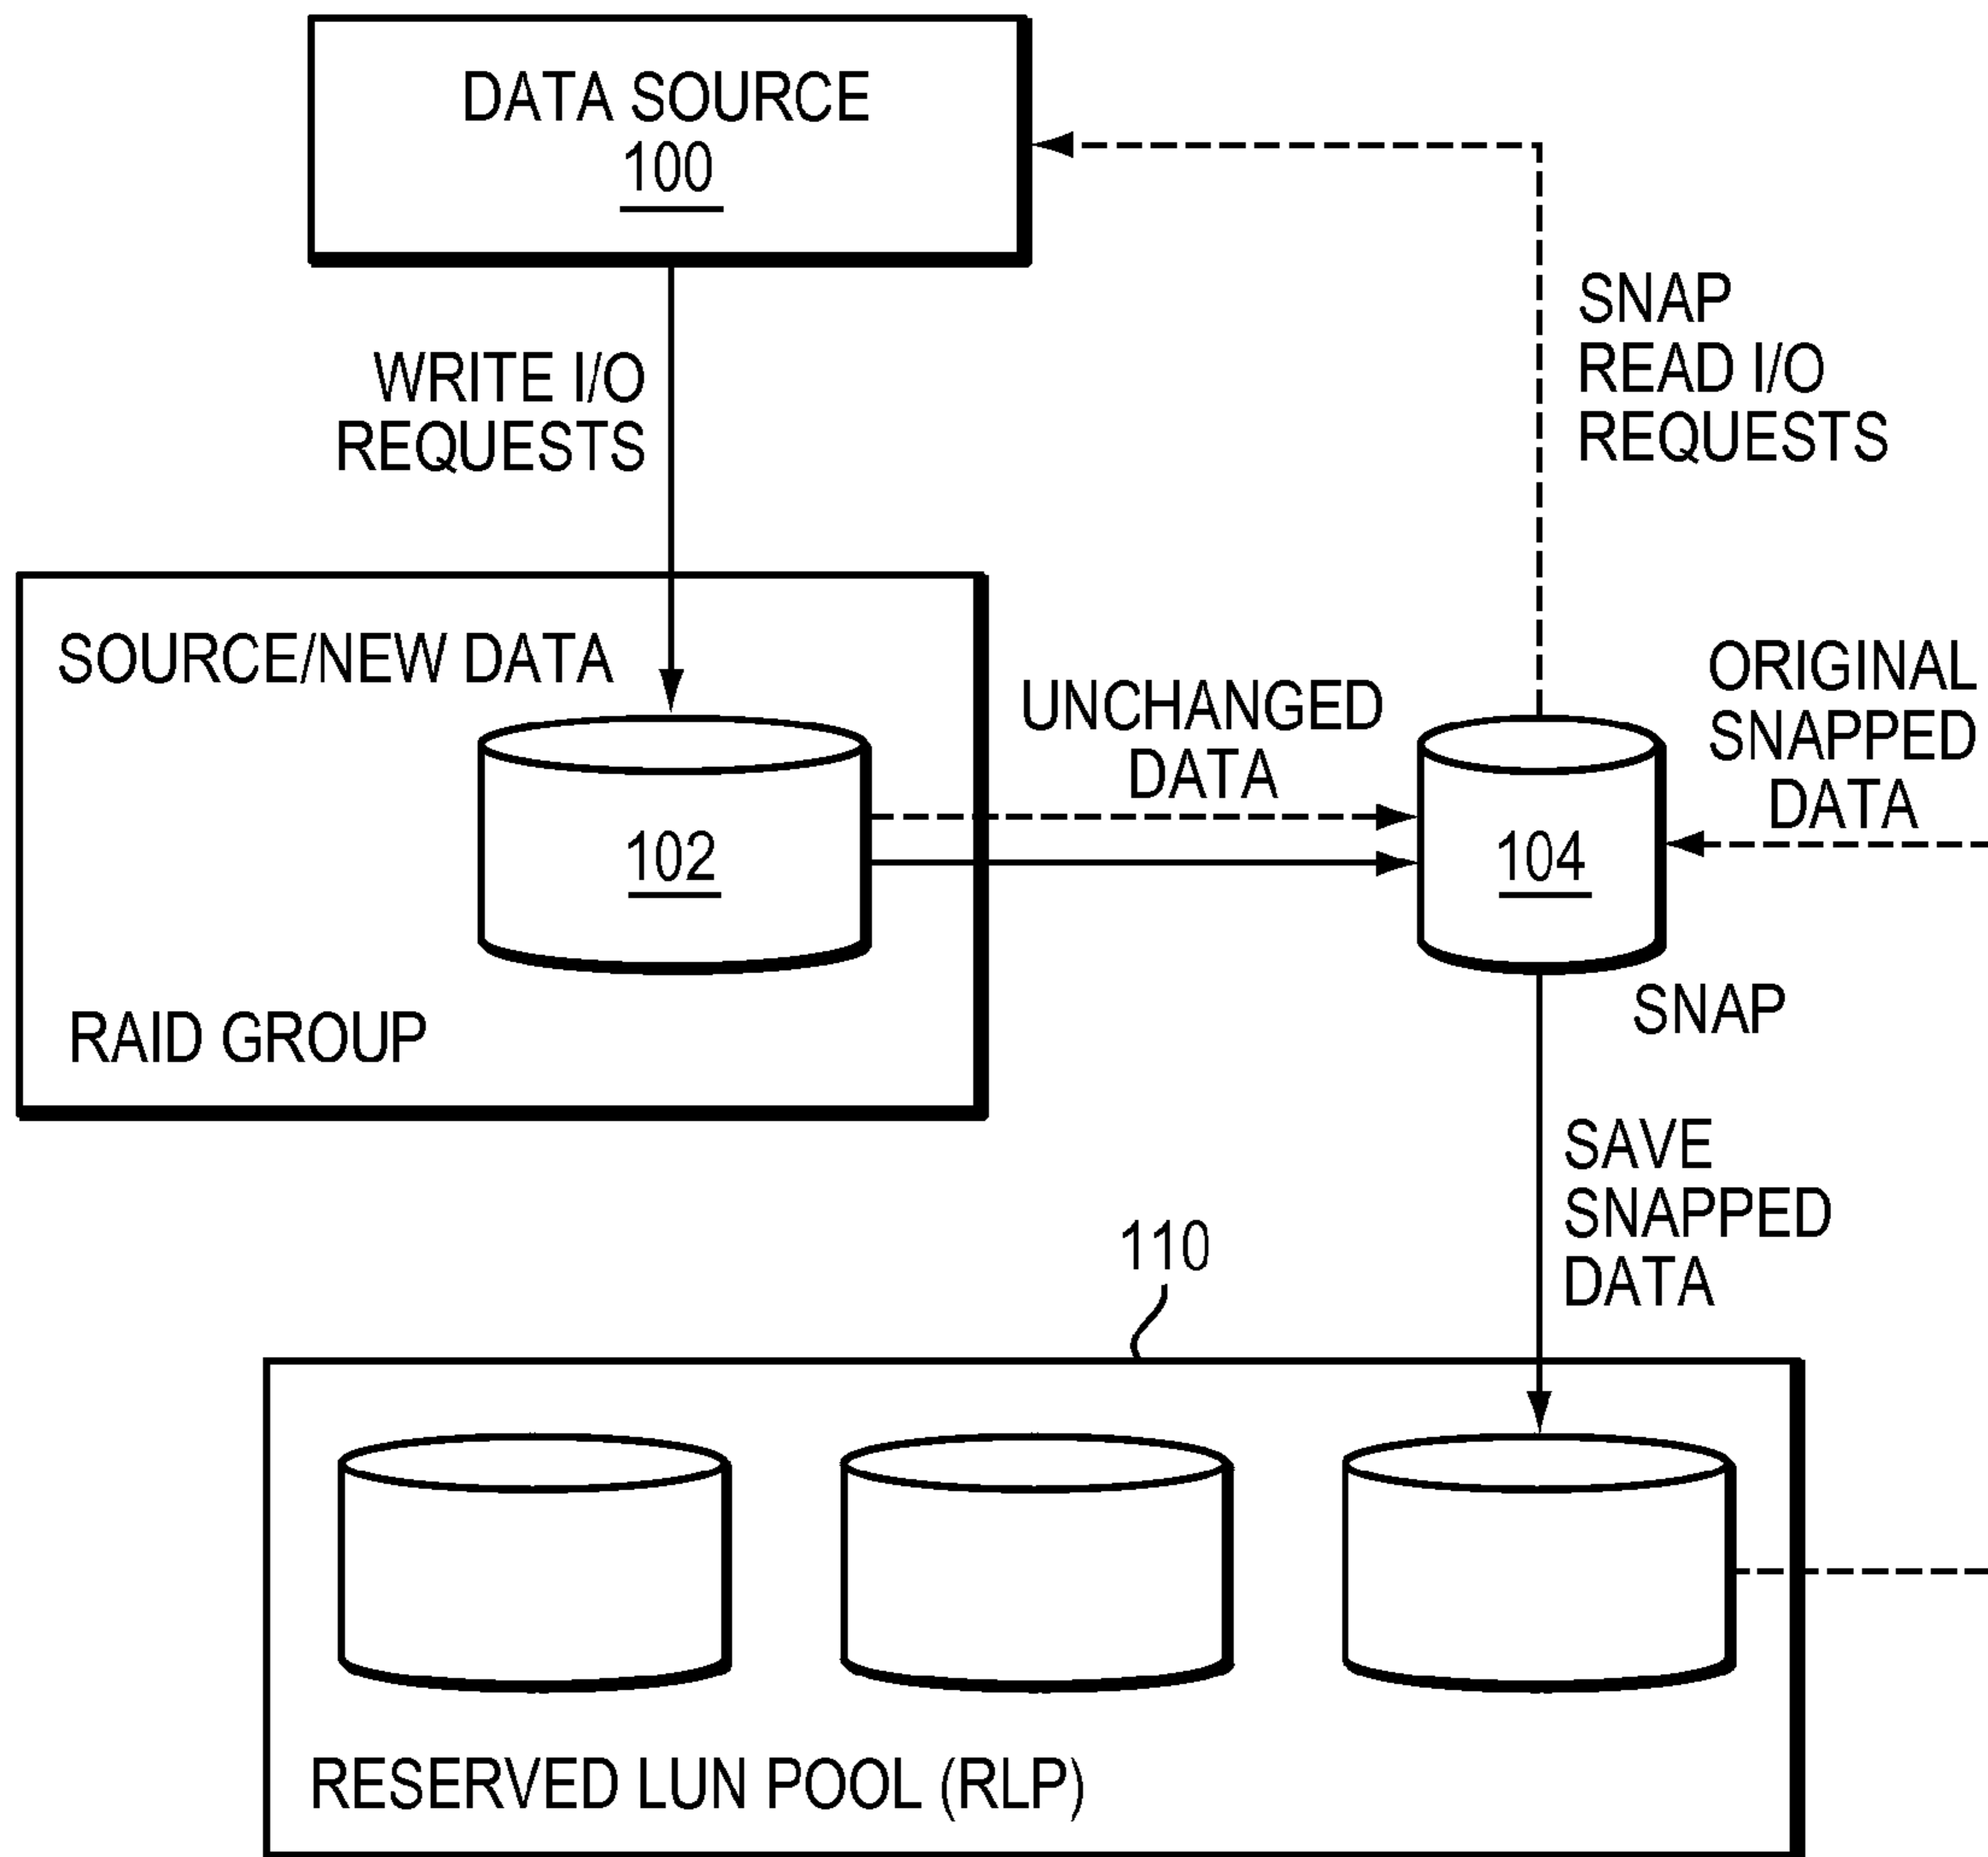 DATA SOURCE
100
WRITE I/O
REQUESTS
SNAP
READ I/O
REQUESTS
SOURCE/NEW DATA
102
RAID GROUP
UNCHANGED
DATA
104
SNAP
ORIGINAL
SNAPPED
DATA
SAVE
SNAPPED
DATA
110
RESERVED LUN POOL (RLP)